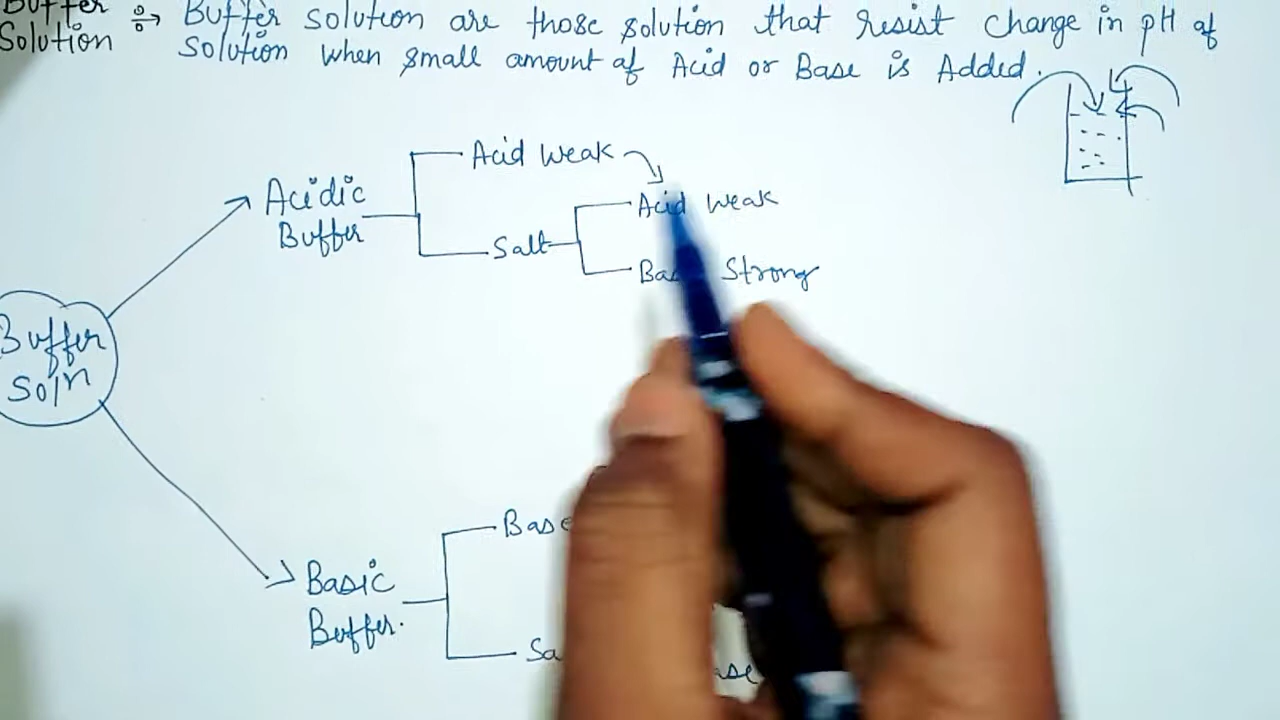 Buffer Solution ÷→ Buffer solution are those solution that resist change in pH of
solution when small amount of Acid or Base is Added.
Acid weak
Acidic Buffer
Acid weak
Salt
Strong
Buffer Soln
Base
Basic Buffer.